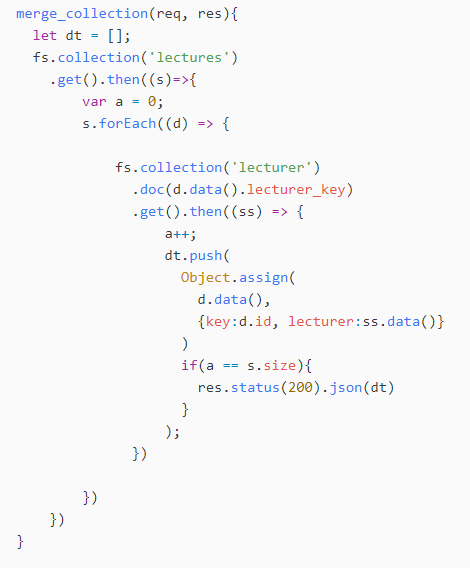 merge_collection(req, res){
  let dt = [];
  fs.collection('lectures')
    .get().then((s)=>{
        var a = 0;
        s.forEach((d) => {

            fs.collection('lecturer')
              .doc(d.data().lecturer_key)
              .get().then((ss) => {
                  a++;
                  dt.push(
                    Object.assign(
                      d.data(),
                      {key:d.id, lecturer:ss.data()}
                    )
                    if(a == s.size){
                      res.status(200).json(dt)
                    }
                  );
              })

        })
    })
}